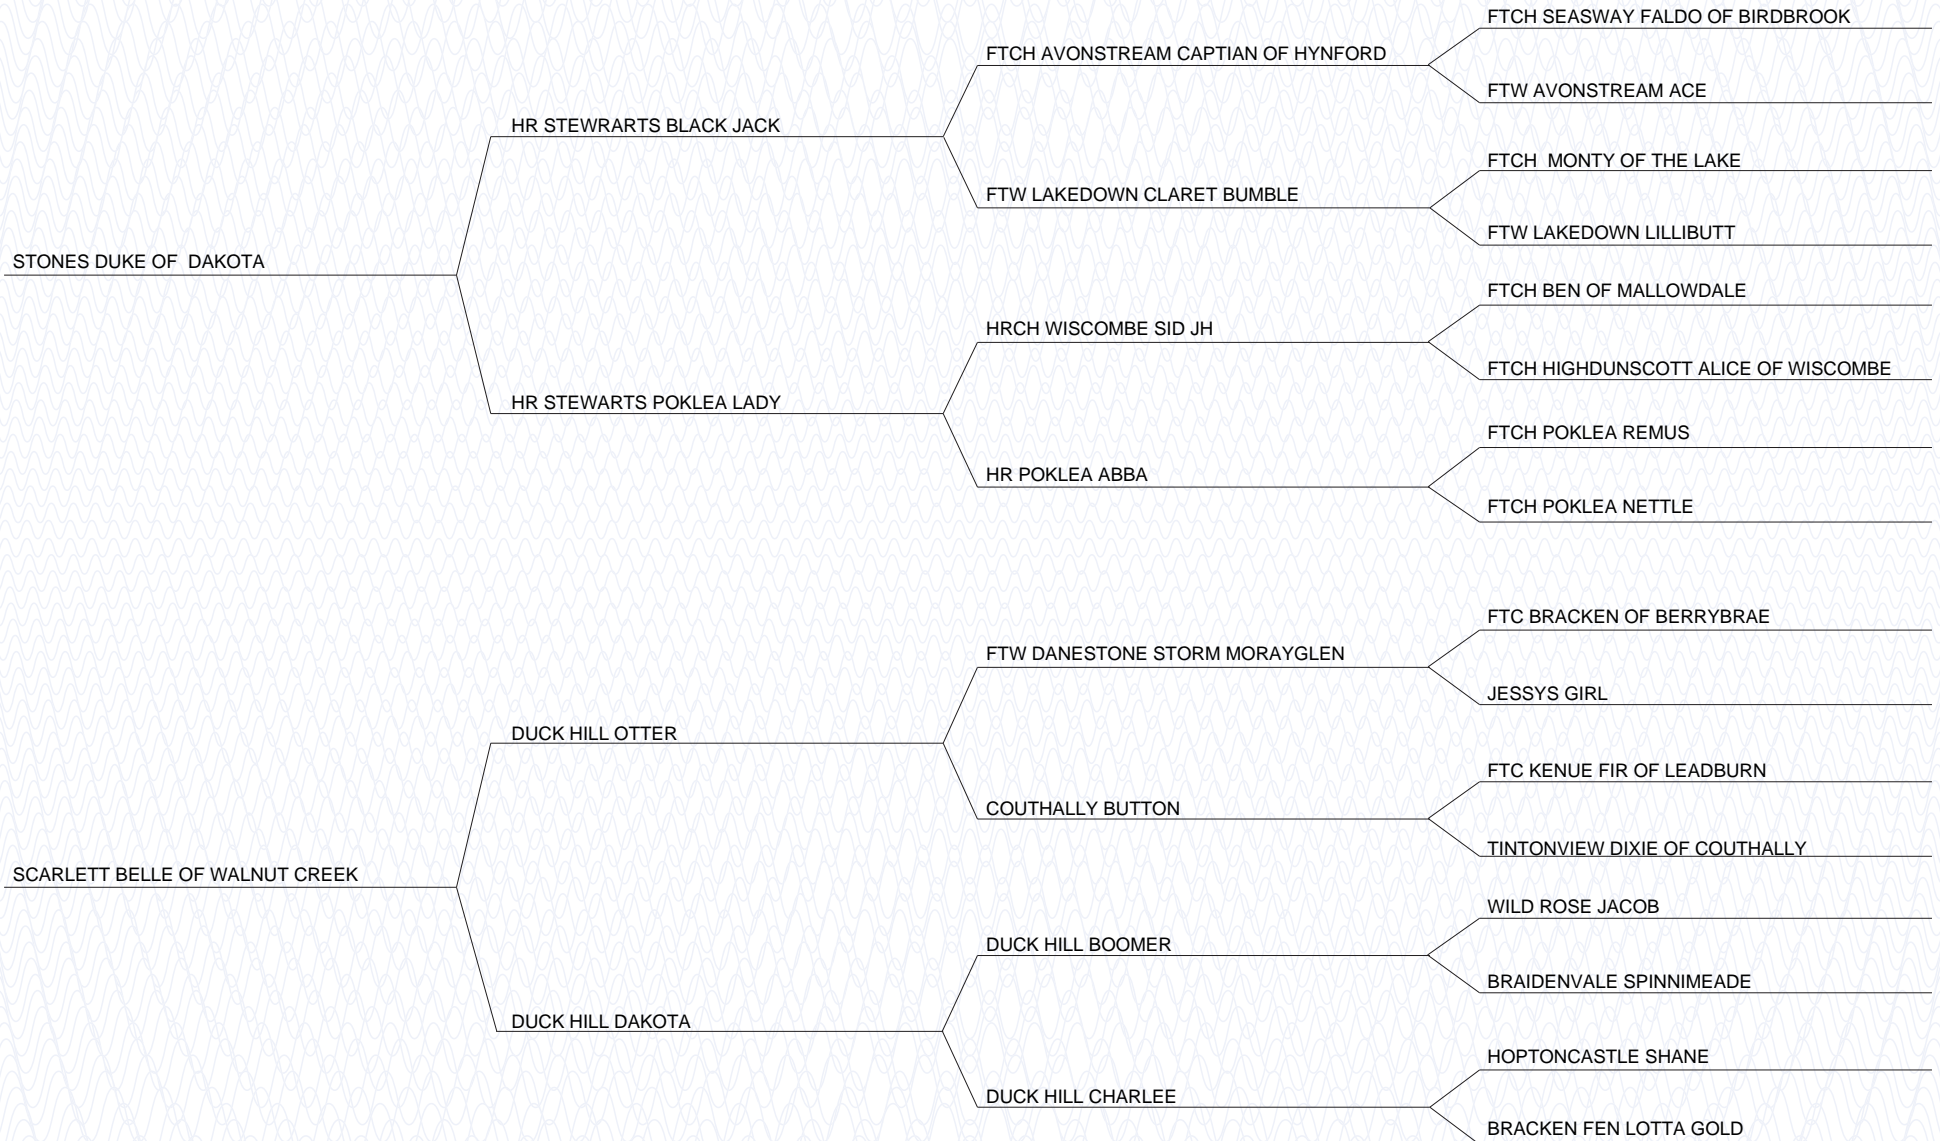 FTCH SEASWAY FALDO OF BIRDBROOK
FTCH AVONSTREAM CAPTIAN OF HYNFORD
FTW AVONSTREAM ACE
HR STEWRARTS BLACK JACK
FTCH  MONTY OF THE LAKE
FTW LAKEDOWN CLARET BUMBLE
FTW LAKEDOWN LILLIBUTT
STONES DUKE OF  DAKOTA
FTCH BEN OF MALLOWDALE
HRCH WISCOMBE SID JH
FTCH HIGHDUNSCOTT ALICE OF WISCOMBE
HR STEWARTS POKLEA LADY
FTCH POKLEA REMUS
HR POKLEA ABBA
FTCH POKLEA NETTLE
FTC BRACKEN OF BERRYBRAE
FTW DANESTONE STORM MORAYGLEN
JESSYS GIRL
DUCK HILL OTTER
FTC KENUE FIR OF LEADBURN
COUTHALLY BUTTON
TINTONVIEW DIXIE OF COUTHALLY
SCARLETT BELLE OF WALNUT CREEK
WILD ROSE JACOB
DUCK HILL BOOMER
BRAIDENVALE SPINNIMEADE
DUCK HILL DAKOTA
HOPTONCASTLE SHANE
DUCK HILL CHARLEE
BRACKEN FEN LOTTA GOLD